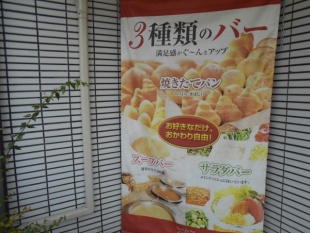 3種類のバー
満足感がぐーんとアップ
焼きたてパン
お好きなだけ、
おかわり自由!
スープバー
サラダバー